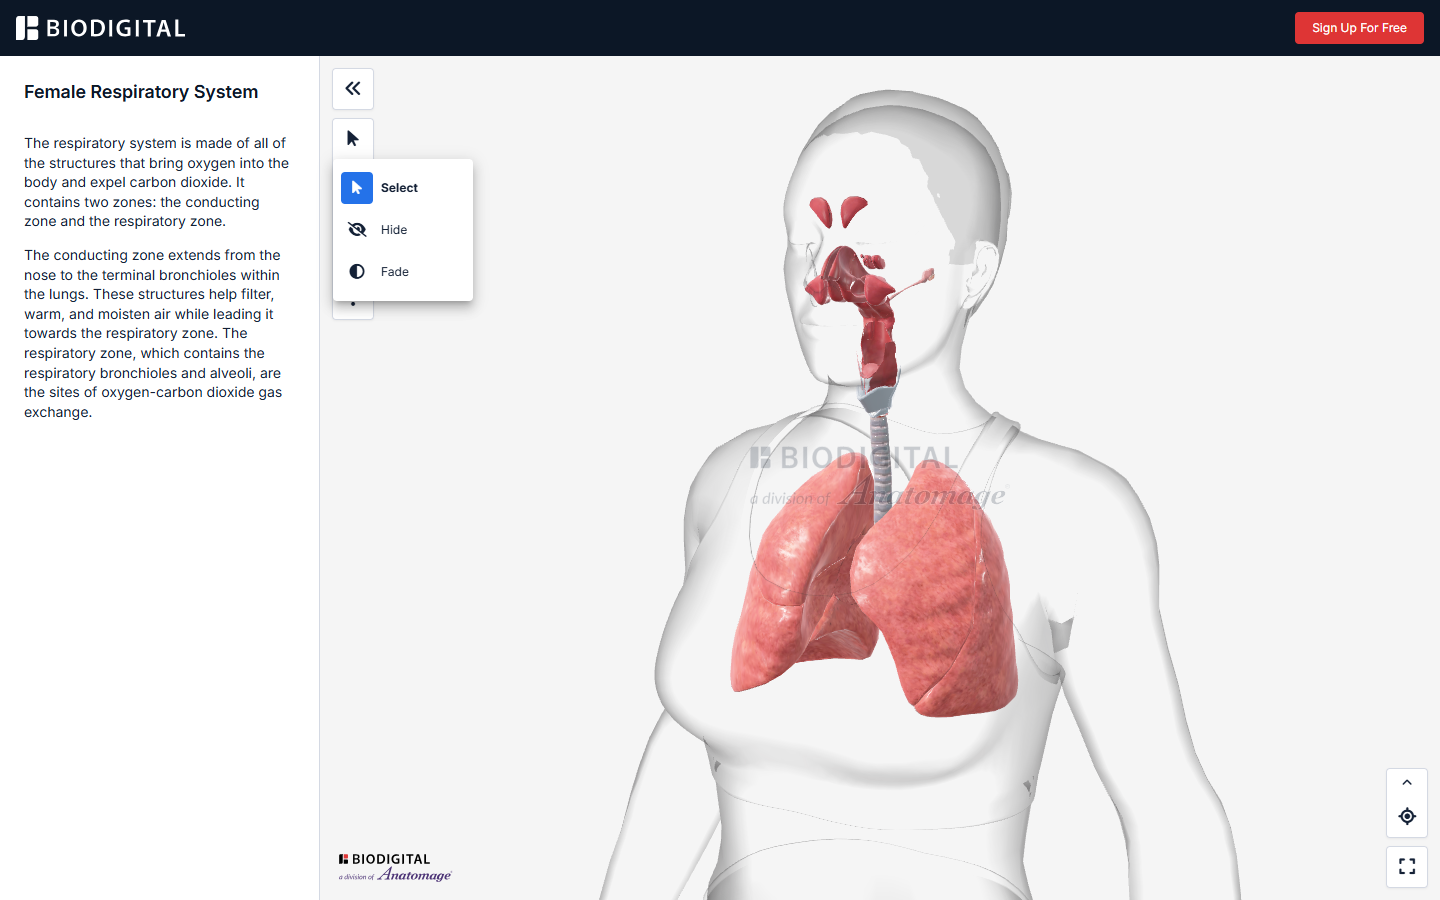 BIODIGITAL
Sign Up For Free
Female Respiratory System
The respiratory system is made of all of
the structures that bring oxygen into the
body and expel carbon dioxide. It
contains two zones: the conducting
zone and the respiratory zone.
The conducting zone extends from the
nose to the terminal bronchioles within
the lungs. These structures help filter,
warm, and moisten air while leading it
towards the respiratory zone. The
respiratory zone, which contains the
respiratory bronchioles and alveoli, are
the sites of oxygen-carbon dioxide gas
exchange.
Select
Hide
Fade
BIODIGITAL
a division of Anatomage
BIODIGITAL
a division of Anatomage